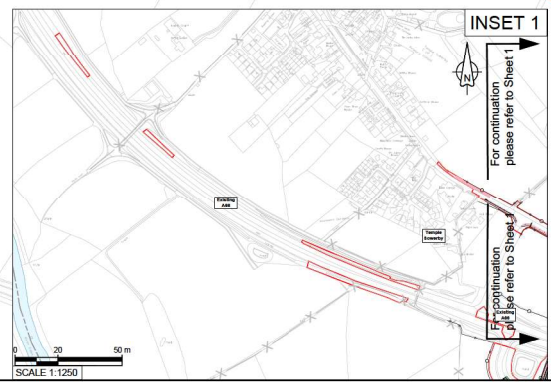 INSET 1
N
For continuation
please refer to Sheet 1
Existing
A66
Temple
Sowerby
For continuation
please refer to Sheet 1
Existing
A66
0 20 50 m
SCALE 1:1250